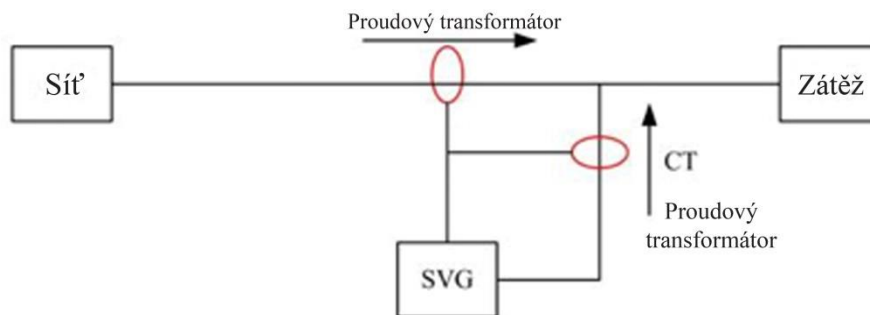 Proudový transformátor
Síť
Zátěž
CT
Proudový
transformátor
SVG